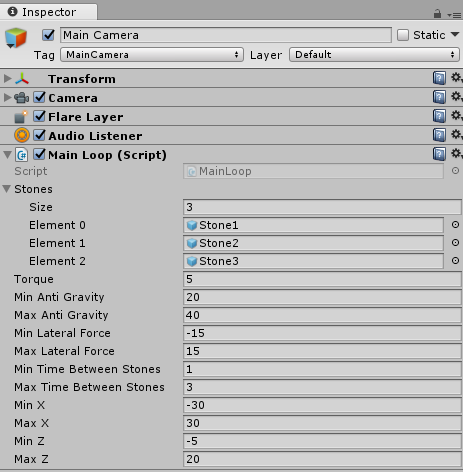 Inspector
Main Camera Static
Tag MainCamera Layer Default
Transform
Camera
Flare Layer
Audio Listener
C# Main Loop (Script)
Script MainLoop
Stones
Size 3
Element 0 Stone1
Element 1 Stone2
Element 2 Stone3
Torque 5
Min Anti Gravity 20
Max Anti Gravity 40
Min Lateral Force -15
Max Lateral Force 15
Min Time Between Stones 1
Max Time Between Stones 3
Min X -30
Max X 30
Min Z -5
Max Z 20